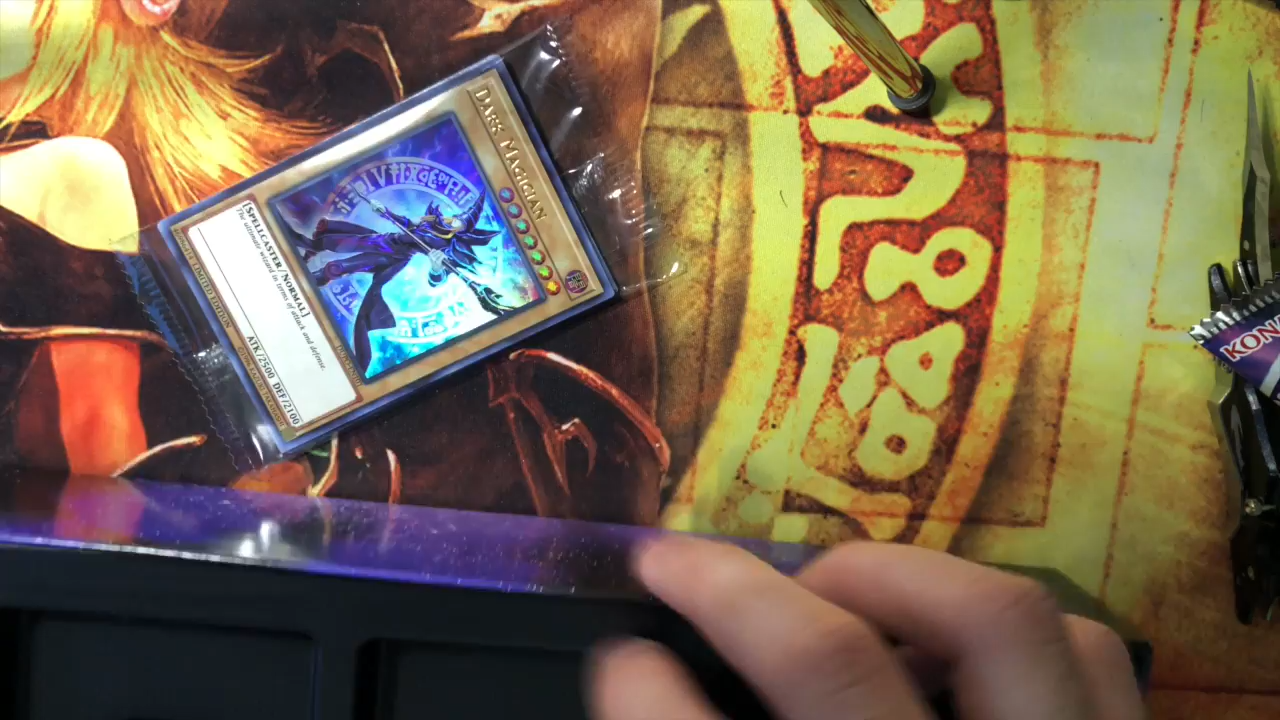 DARK MAGICIAN
[SPELLCASTER/NORMAL]
The ultimate wizard in terms of attack and defense.
ATK/2500 DEF/2100
LIMITED EDITION
KON